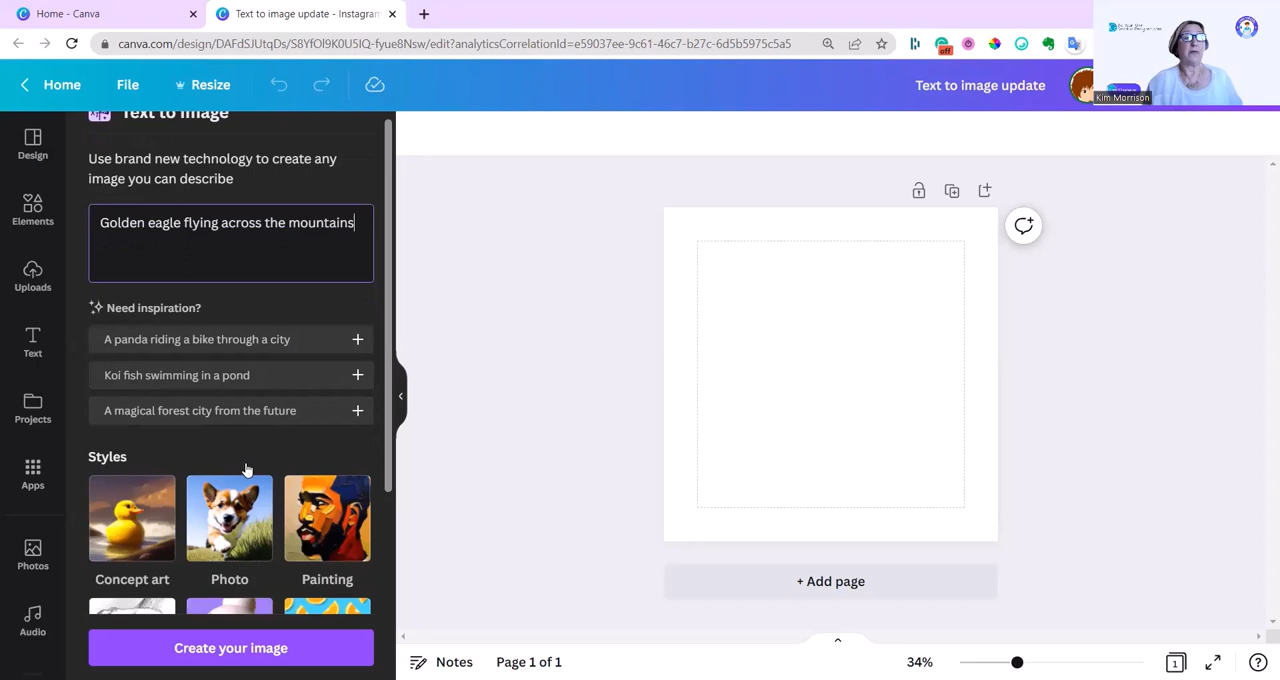 Home - Canva
Text to image update - Instagram
canva.com/design/DAFdSJUtqDs/S8YfOl9K0U5IQ-fyue8Nsw/edit?analyticsCorrelationId=e59037ee-9c61-46c7-b27c-6d5b5975c5a5
off
Kim Morrison
Home
File
Resize
Text to image update
Design
Elements
Uploads
Text
Projects
Apps
Photos
Audio
Text to image
Use brand new technology to create any
image you can describe
Golden eagle flying across the mountains
Need inspiration?
A panda riding a bike through a city
Koi fish swimming in a pond
A magical forest city from the future
Styles
Concept art
Photo
Painting
Create your image
+ Add page
Notes
Page 1 of 1
34%
1